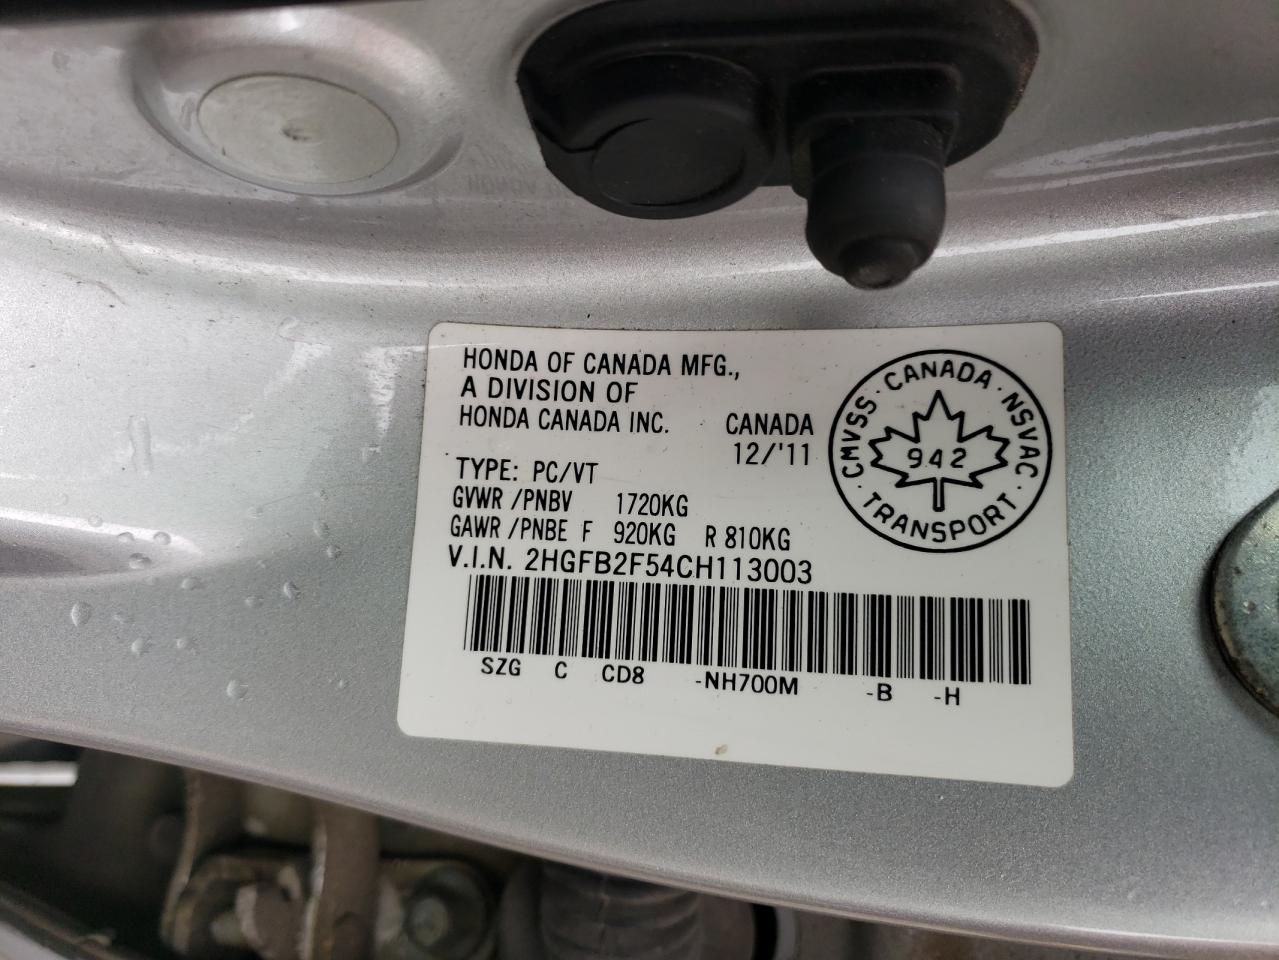 HONDA OF CANADA MFG.,
A DIVISION OF
HONDA CANADA INC. CANADA
12/'11
TYPE: PC/VT
GVWR /PNBV 1720KG
GAWR /PNBE F 920KG R 810KG
V.I.N. 2HGFB2F54CH113003
SZG C CD8 -NH700M -B -H
CMVSS · CANADA · NSVAC · TRANSPORT ·
942